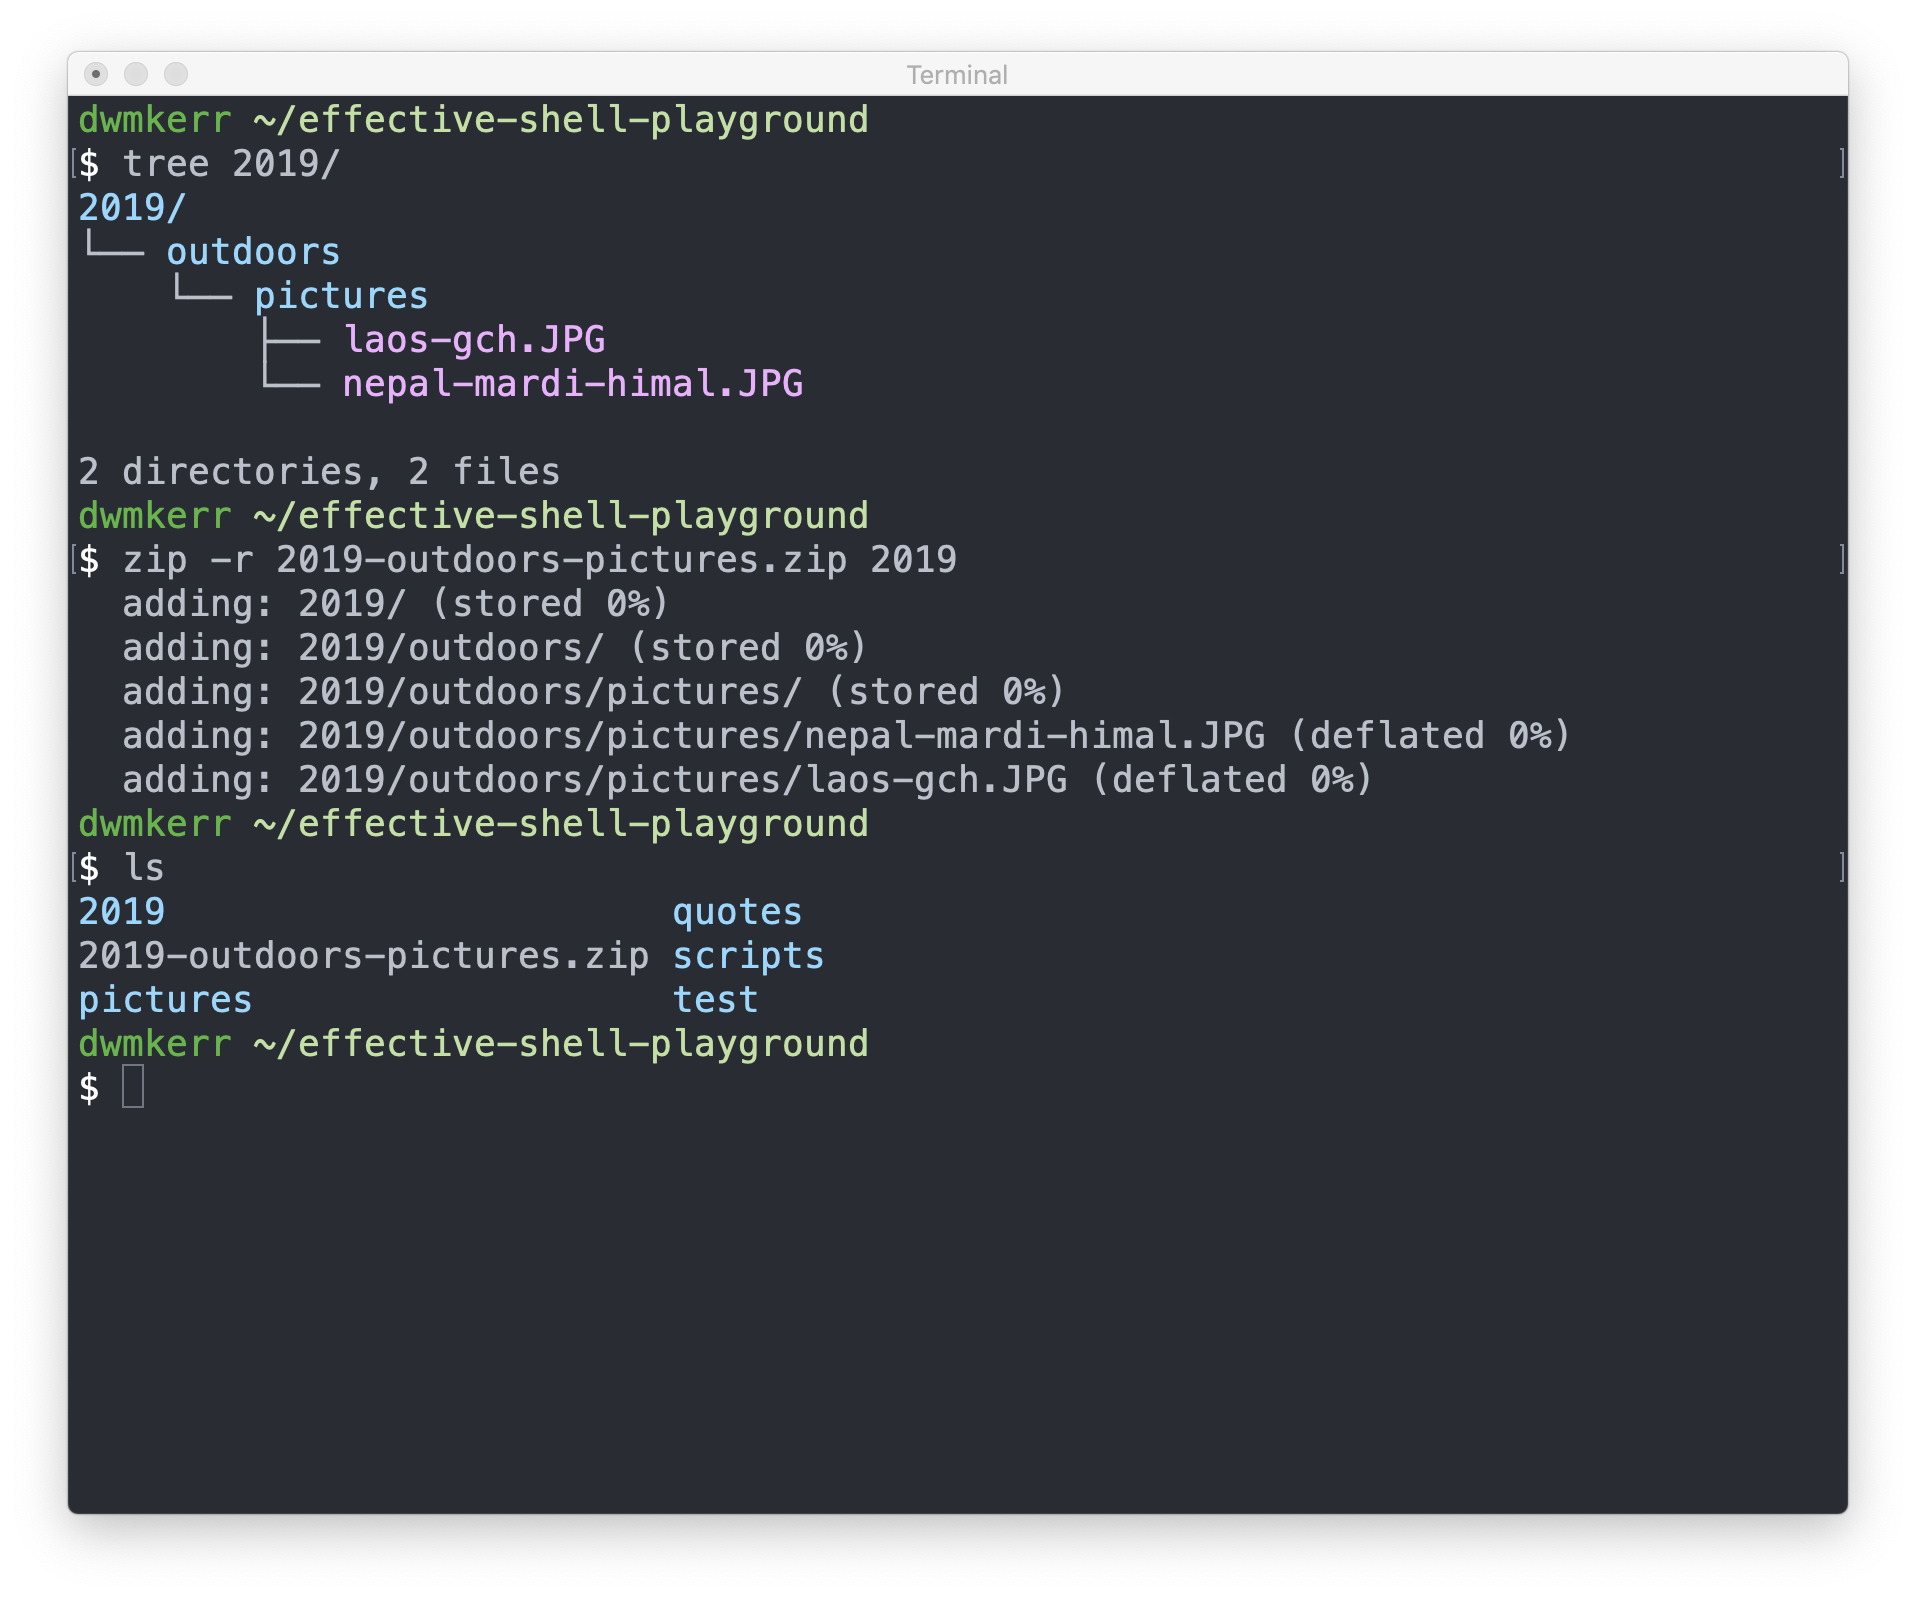 Terminal
dwmkerr ~/effective-shell-playground
$ tree 2019/
2019/
└── outdoors
    └── pictures
        ├── laos-gch.JPG
        └── nepal-mardi-himal.JPG

2 directories, 2 files
dwmkerr ~/effective-shell-playground
$ zip -r 2019-outdoors-pictures.zip 2019
  adding: 2019/ (stored 0%)
  adding: 2019/outdoors/ (stored 0%)
  adding: 2019/outdoors/pictures/ (stored 0%)
  adding: 2019/outdoors/pictures/nepal-mardi-himal.JPG (deflated 0%)
  adding: 2019/outdoors/pictures/laos-gch.JPG (deflated 0%)
dwmkerr ~/effective-shell-playground
$ ls
2019                       quotes
2019-outdoors-pictures.zip scripts
pictures                   test
dwmkerr ~/effective-shell-playground
$